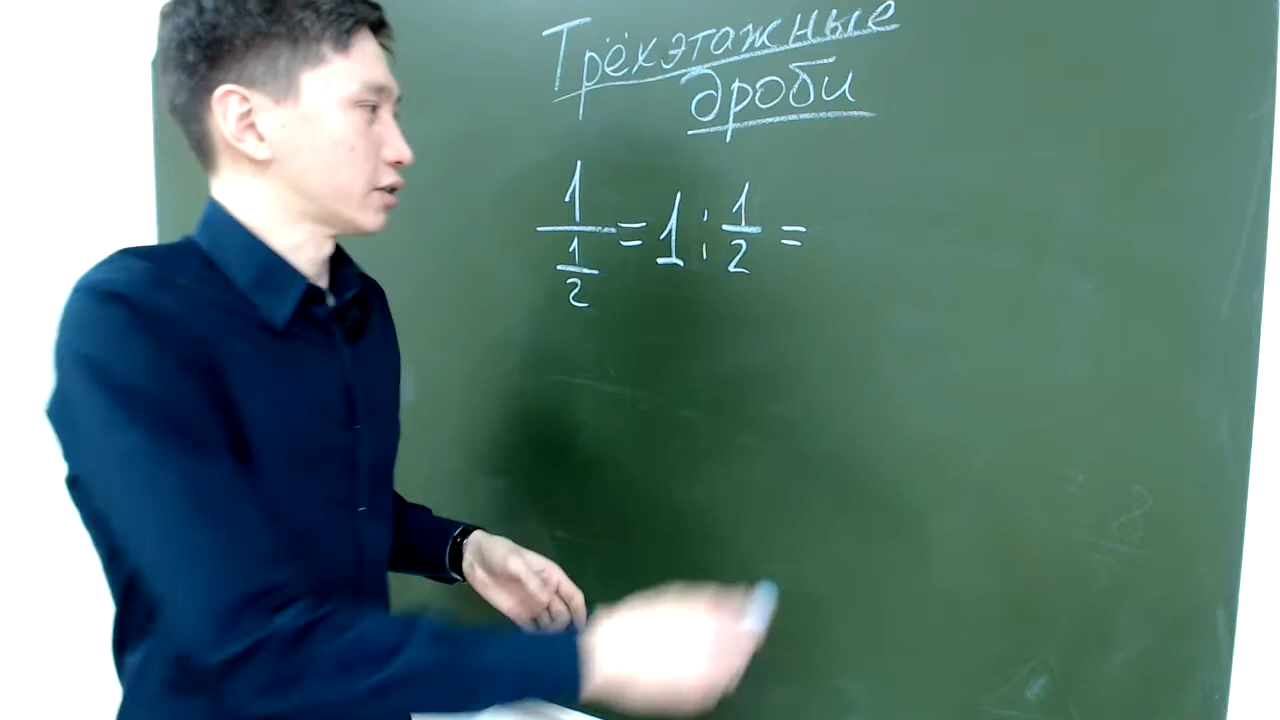 Трёхэтажные
дроби
1/(1/2) = 1 : 1/2 =